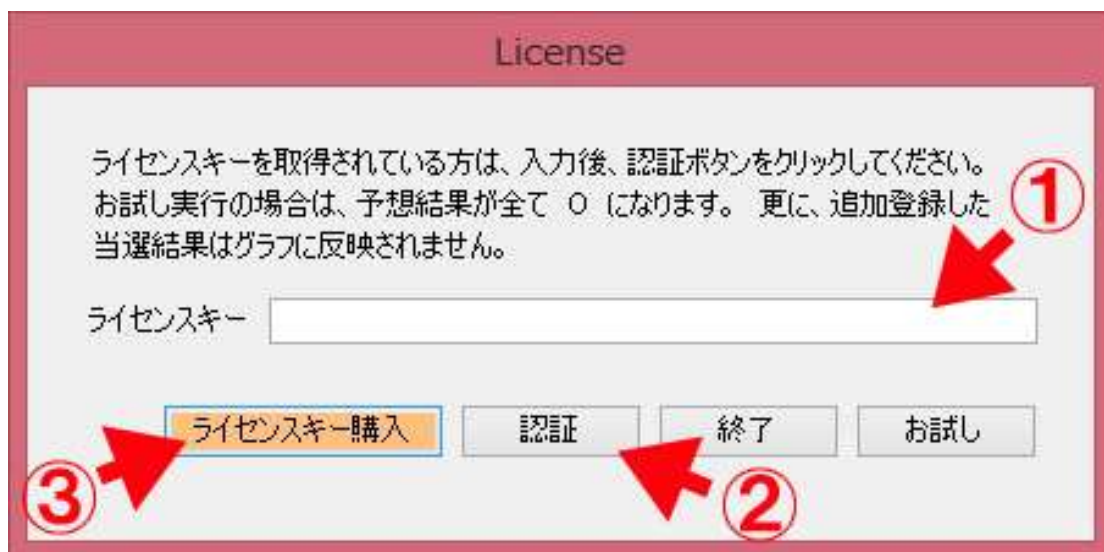 License
ライセンスキーを取得されている方は、入力後、認証ボタンをクリックしてください。
お試し実行の場合は、予想結果が全て 0 になります。 更に、追加登録した
当選結果はグラフに反映されません。
①
ライセンスキー
ライセンスキー購入 認証 終了 お試し
③ ②